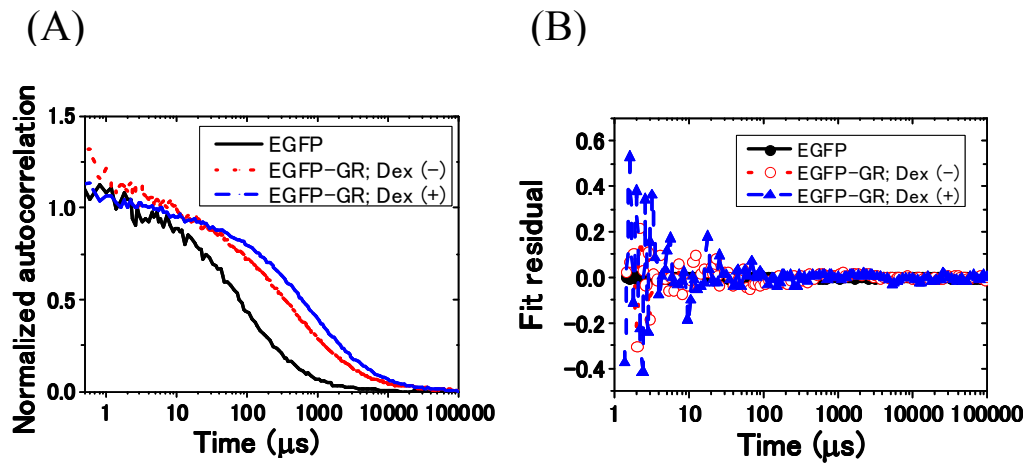 (A)
(B)
Normalized autocorrelation
1.5
1.0
0.5
0.0
EGFP
EGFP-GR; Dex (-)
EGFP-GR; Dex (+)
1
10
100
1000
10000
100000
Time (μs)
Fit residual
0.6
0.4
0.2
0.0
-0.2
-0.4
EGFP
EGFP-GR; Dex (-)
EGFP-GR; Dex (+)
1
10
100
1000
10000
100000
Time (μs)